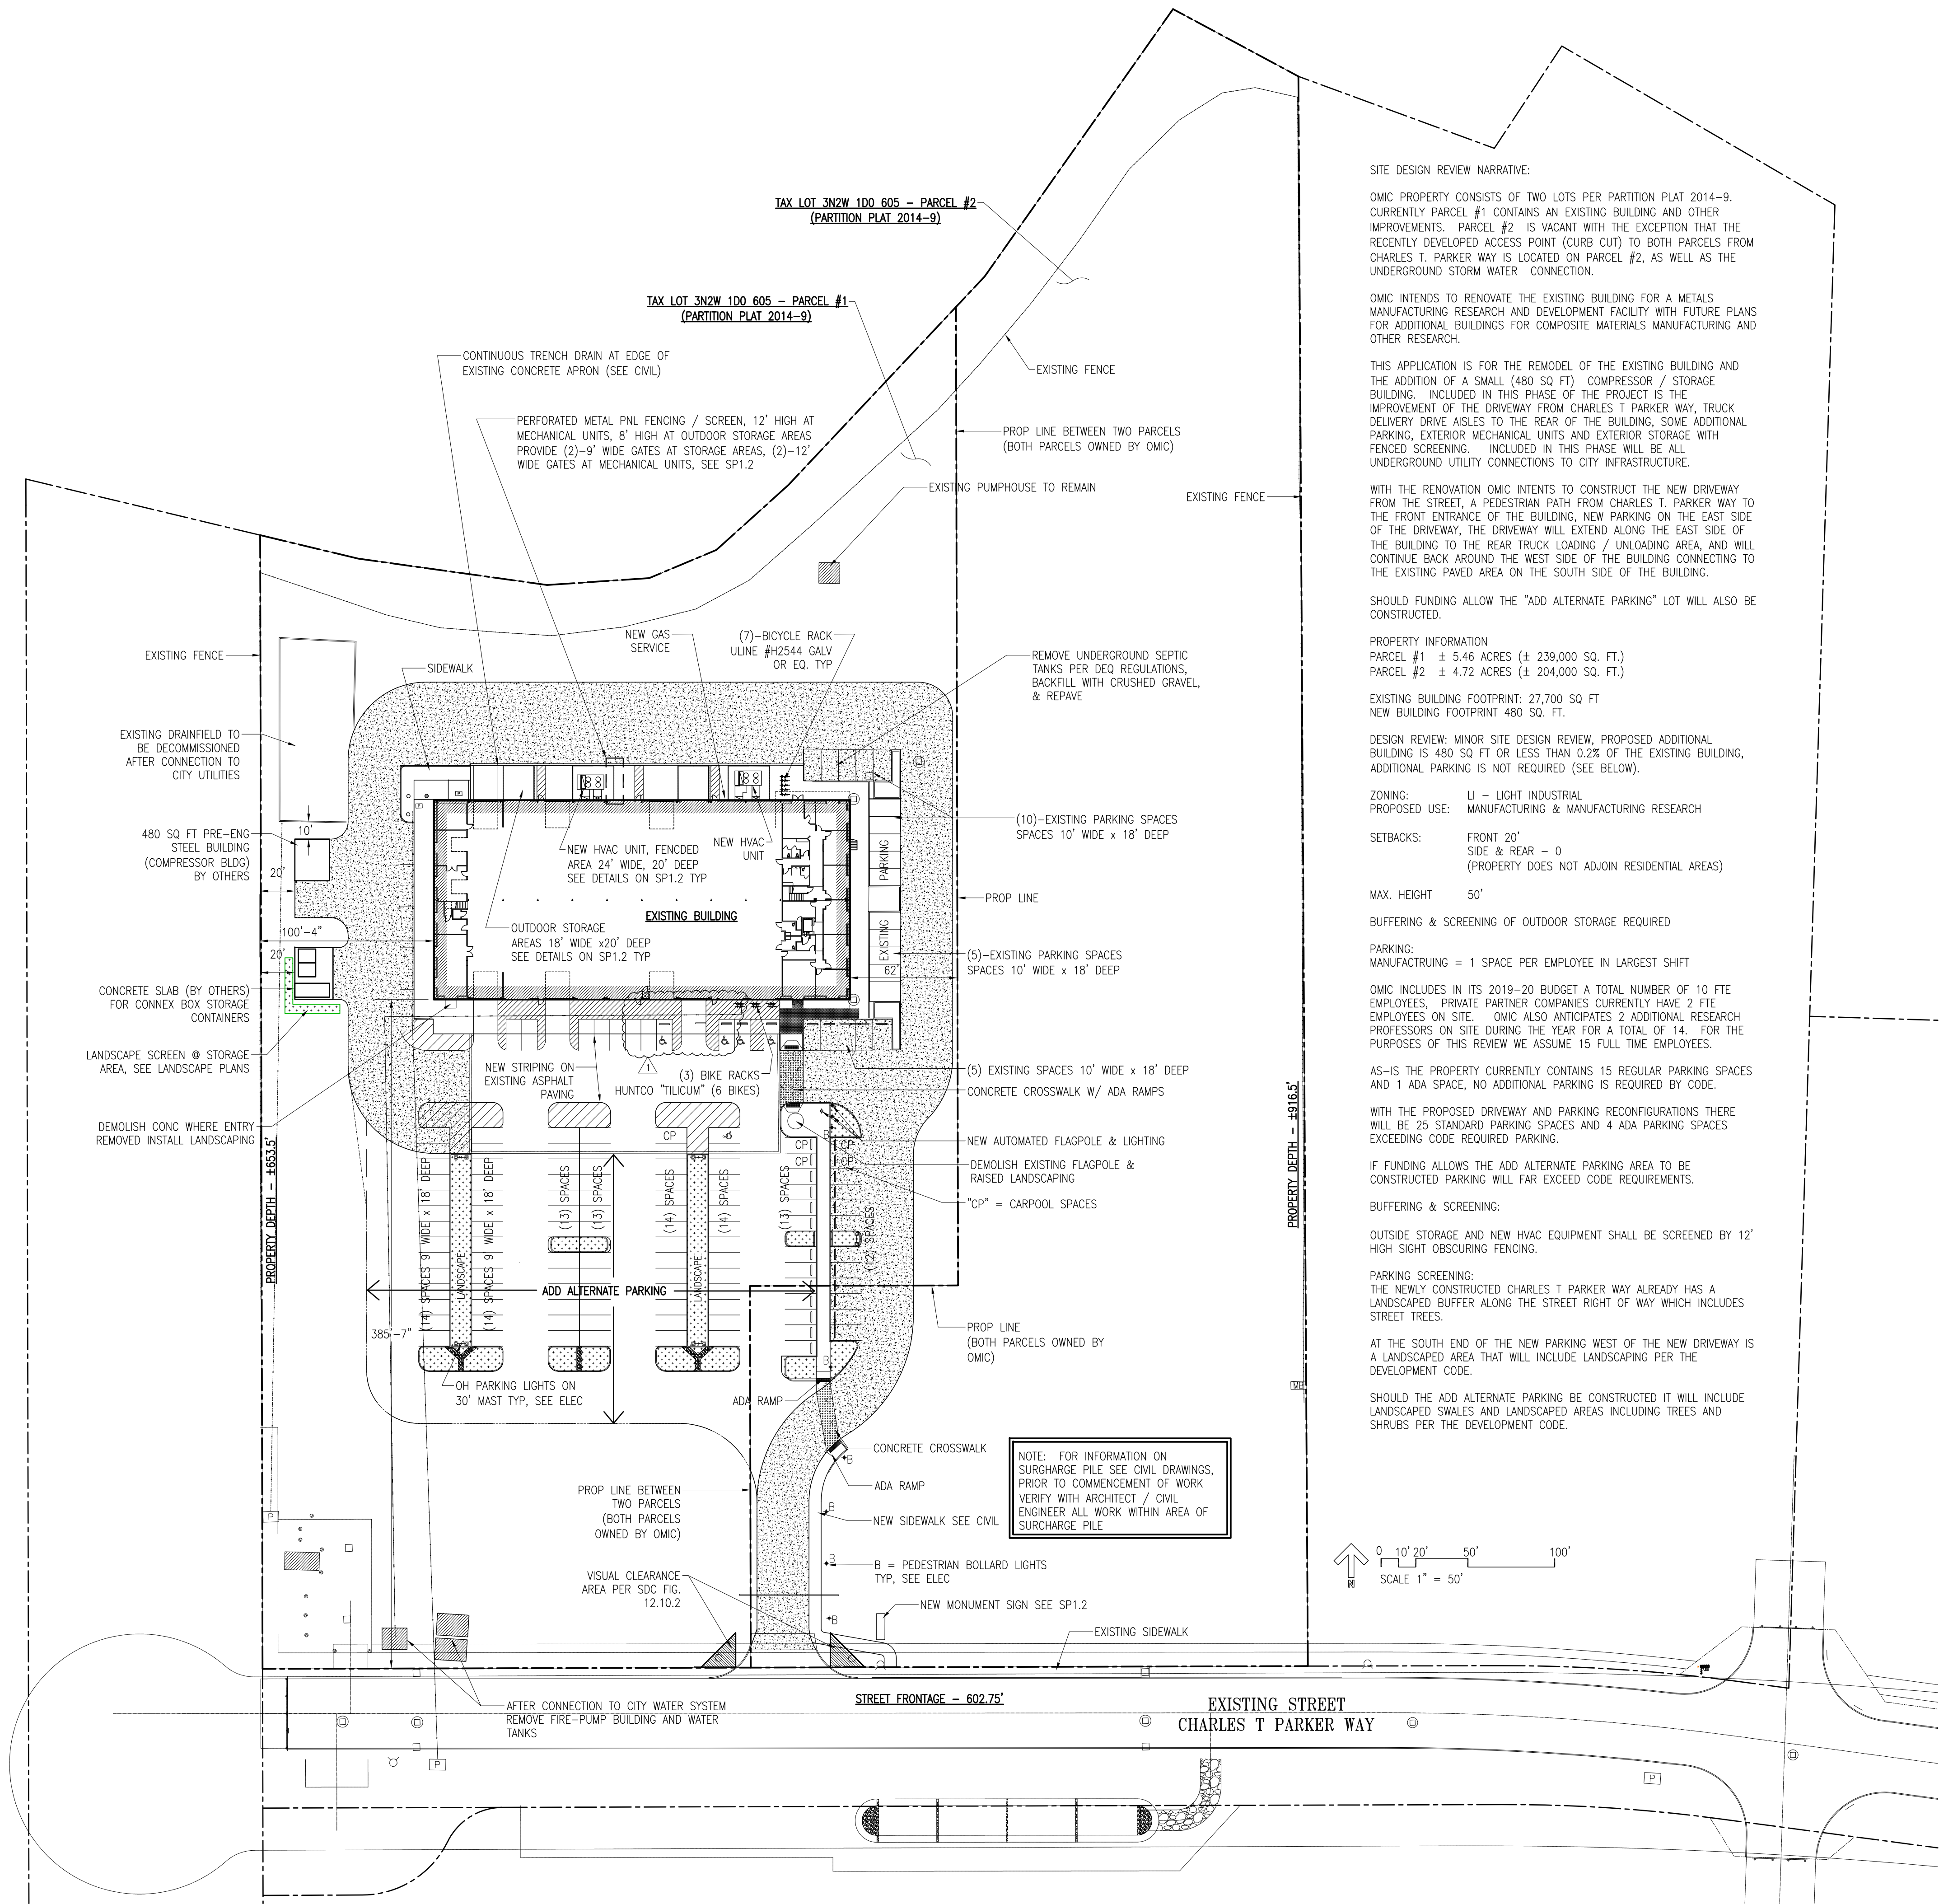 TAX LOT 3N2W 1D0 605 – PARCEL #2
(PARTITION PLAT 2014–9)
TAX LOT 3N2W 1D0 605 – PARCEL #1
(PARTITION PLAT 2014–9)
CONTINUOUS TRENCH DRAIN AT EDGE OF
EXISTING CONCRETE APRON (SEE CIVIL)
PERFORATED METAL PNL FENCING / SCREEN, 12' HIGH AT
MECHANICAL UNITS, 8' HIGH AT OUTDOOR STORAGE AREAS
PROVIDE (2)–9' WIDE GATES AT STORAGE AREAS, (2)–12'
WIDE GATES AT MECHANICAL UNITS, SEE SP1.2
EXISTING FENCE
PROP LINE BETWEEN TWO PARCELS
(BOTH PARCELS OWNED BY OMIC)
EXISTING PUMPHOUSE TO REMAIN
EXISTING FENCE
EXISTING FENCE
SIDEWALK
NEW GAS
SERVICE
(7)–BICYCLE RACK
ULINE #H2544 GALV
OR EQ. TYP
REMOVE UNDERGROUND SEPTIC
TANKS PER DEQ REGULATIONS,
BACKFILL WITH CRUSHED GRAVEL,
& REPAVE
EXISTING DRAINFIELD TO
BE DECOMMISSIONED
AFTER CONNECTION TO
CITY UTILITIES
10'
480 SQ FT PRE–ENG
STEEL BUILDING
(COMPRESSOR BLDG)
BY OTHERS
20'
P
P
NEW HVAC UNIT, FENCDED
AREA 24' WIDE, 20' DEEP
SEE DETAILS ON SP1.2 TYP
NEW HVAC
UNIT
(10)–EXISTING PARKING SPACES
SPACES 10' WIDE x 18' DEEP
PARKING
EXISTING
PROP LINE
EXISTING BUILDING
OUTDOOR STORAGE
AREAS 18' WIDE x20' DEEP
SEE DETAILS ON SP1.2 TYP
100'–4"
20'
62'
(5)–EXISTING PARKING SPACES
SPACES 10' WIDE x 18' DEEP
CONCRETE SLAB (BY OTHERS)
FOR CONNEX BOX STORAGE
CONTAINERS
LANDSCAPE SCREEN @ STORAGE
AREA, SEE LANDSCAPE PLANS
NEW STRIPING ON
EXISTING ASPHALT
PAVING
1
(3) BIKE RACKS
HUNTCO "TILICUM" (6 BIKES)
(5) EXISTING SPACES 10' WIDE x 18' DEEP
CONCRETE CROSSWALK W/ ADA RAMPS
DEMOLISH CONC WHERE ENTRY
REMOVED INSTALL LANDSCAPING
NEW AUTOMATED FLAGPOLE & LIGHTING
DEMOLISH EXISTING FLAGPOLE &
RAISED LANDSCAPING
"CP" = CARPOOL SPACES
CP
CP
CP
CP
CP
B
PROPERTY DEPTH – ±653.5'
PROPERTY DEPTH – ±916.5'
(14) SPACES 9' WIDE x 18' DEEP
LANDSCAPE
(14) SPACES 9' WIDE x 18' DEEP
(13) SPACES
(13) SPACES
(14) SPACES
LANDSCAPE
(14) SPACES
(13) SPACES
(12) SPACES
ADD ALTERNATE PARKING
385'–7"
PROP LINE
(BOTH PARCELS OWNED BY
OMIC)
B
OH PARKING LIGHTS ON
30' MAST TYP, SEE ELEC
ADA RAMP
MB
CONCRETE CROSSWALK
B
ADA RAMP
NOTE: FOR INFORMATION ON
SURGHARGE PILE SEE CIVIL DRAWINGS,
PRIOR TO COMMENCEMENT OF WORK
VERIFY WITH ARCHITECT / CIVIL
ENGINEER ALL WORK WITHIN AREA OF
SURCHARGE PILE
PROP LINE BETWEEN
TWO PARCELS
(BOTH PARCELS
OWNED BY OMIC)
B
NEW SIDEWALK SEE CIVIL
P
B
B = PEDESTRIAN BOLLARD LIGHTS
TYP, SEE ELEC
VISUAL CLEARANCE
AREA PER SDC FIG.
12.10.2
B
NEW MONUMENT SIGN SEE SP1.2
EXISTING SIDEWALK
AFTER CONNECTION TO CITY WATER SYSTEM
REMOVE FIRE–PUMP BUILDING AND WATER
TANKS
STREET FRONTAGE – 602.75'
EXISTING STREET
CHARLES T PARKER WAY
P
P
0 10' 20' 50' 100'
SCALE 1" = 50'
N
SITE DESIGN REVIEW NARRATIVE:
OMIC PROPERTY CONSISTS OF TWO LOTS PER PARTITION PLAT 2014–9.
CURRENTLY PARCEL #1 CONTAINS AN EXISTING BUILDING AND OTHER
IMPROVEMENTS. PARCEL #2 IS VACANT WITH THE EXCEPTION THAT THE
RECENTLY DEVELOPED ACCESS POINT (CURB CUT) TO BOTH PARCELS FROM
CHARLES T. PARKER WAY IS LOCATED ON PARCEL #2, AS WELL AS THE
UNDERGROUND STORM WATER CONNECTION.
OMIC INTENDS TO RENOVATE THE EXISTING BUILDING FOR A METALS
MANUFACTURING RESEARCH AND DEVELOPMENT FACILITY WITH FUTURE PLANS
FOR ADDITIONAL BUILDINGS FOR COMPOSITE MATERIALS MANUFACTURING AND
OTHER RESEARCH.
THIS APPLICATION IS FOR THE REMODEL OF THE EXISTING BUILDING AND
THE ADDITION OF A SMALL (480 SQ FT) COMPRESSOR / STORAGE
BUILDING. INCLUDED IN THIS PHASE OF THE PROJECT IS THE
IMPROVEMENT OF THE DRIVEWAY FROM CHARLES T PARKER WAY, TRUCK
DELIVERY DRIVE AISLES TO THE REAR OF THE BUILDING, SOME ADDITIONAL
PARKING, EXTERIOR MECHANICAL UNITS AND EXTERIOR STORAGE WITH
FENCED SCREENING. INCLUDED IN THIS PHASE WILL BE ALL
UNDERGROUND UTILITY CONNECTIONS TO CITY INFRASTRUCTURE.
WITH THE RENOVATION OMIC INTENTS TO CONSTRUCT THE NEW DRIVEWAY
FROM THE STREET, A PEDESTRIAN PATH FROM CHARLES T. PARKER WAY TO
THE FRONT ENTRANCE OF THE BUILDING, NEW PARKING ON THE EAST SIDE
OF THE DRIVEWAY, THE DRIVEWAY WILL EXTEND ALONG THE EAST SIDE OF
THE BUILDING TO THE REAR TRUCK LOADING / UNLOADING AREA, AND WILL
CONTINUE BACK AROUND THE WEST SIDE OF THE BUILDING CONNECTING TO
THE EXISTING PAVED AREA ON THE SOUTH SIDE OF THE BUILDING.
SHOULD FUNDING ALLOW THE "ADD ALTERNATE PARKING" LOT WILL ALSO BE
CONSTRUCTED.
PROPERTY INFORMATION
PARCEL #1 ± 5.46 ACRES (± 239,000 SQ. FT.)
PARCEL #2 ± 4.72 ACRES (± 204,000 SQ. FT.)
EXISTING BUILDING FOOTPRINT: 27,700 SQ FT
NEW BUILDING FOOTPRINT 480 SQ. FT.
DESIGN REVIEW: MINOR SITE DESIGN REVIEW, PROPOSED ADDITIONAL
BUILDING IS 480 SQ FT OR LESS THAN 0.2% OF THE EXISTING BUILDING,
ADDITIONAL PARKING IS NOT REQUIRED (SEE BELOW).
ZONING: LI – LIGHT INDUSTRIAL
PROPOSED USE: MANUFACTURING & MANUFACTURING RESEARCH
SETBACKS: FRONT 20'
SIDE & REAR – 0
(PROPERTY DOES NOT ADJOIN RESIDENTIAL AREAS)
MAX. HEIGHT 50'
BUFFERING & SCREENING OF OUTDOOR STORAGE REQUIRED
PARKING:
MANUFACTRUING = 1 SPACE PER EMPLOYEE IN LARGEST SHIFT
OMIC INCLUDES IN ITS 2019–20 BUDGET A TOTAL NUMBER OF 10 FTE
EMPLOYEES, PRIVATE PARTNER COMPANIES CURRENTLY HAVE 2 FTE
EMPLOYEES ON SITE. OMIC ALSO ANTICIPATES 2 ADDITIONAL RESEARCH
PROFESSORS ON SITE DURING THE YEAR FOR A TOTAL OF 14. FOR THE
PURPOSES OF THIS REVIEW WE ASSUME 15 FULL TIME EMPLOYEES.
AS–IS THE PROPERTY CURRENTLY CONTAINS 15 REGULAR PARKING SPACES
AND 1 ADA SPACE, NO ADDITIONAL PARKING IS REQUIRED BY CODE.
WITH THE PROPOSED DRIVEWAY AND PARKING RECONFIGURATIONS THERE
WILL BE 25 STANDARD PARKING SPACES AND 4 ADA PARKING SPACES
EXCEEDING CODE REQUIRED PARKING.
IF FUNDING ALLOWS THE ADD ALTERNATE PARKING AREA TO BE
CONSTRUCTED PARKING WILL FAR EXCEED CODE REQUIREMENTS.
BUFFERING & SCREENING:
OUTSIDE STORAGE AND NEW HVAC EQUIPMENT SHALL BE SCREENED BY 12'
HIGH SIGHT OBSCURING FENCING.
PARKING SCREENING:
THE NEWLY CONSTRUCTED CHARLES T PARKER WAY ALREADY HAS A
LANDSCAPED BUFFER ALONG THE STREET RIGHT OF WAY WHICH INCLUDES
STREET TREES.
AT THE SOUTH END OF THE NEW PARKING WEST OF THE NEW DRIVEWAY IS
A LANDSCAPED AREA THAT WILL INCLUDE LANDSCAPING PER THE
DEVELOPMENT CODE.
SHOULD THE ADD ALTERNATE PARKING BE CONSTRUCTED IT WILL INCLUDE
LANDSCAPED SWALES AND LANDSCAPED AREAS INCLUDING TREES AND
SHRUBS PER THE DEVELOPMENT CODE.